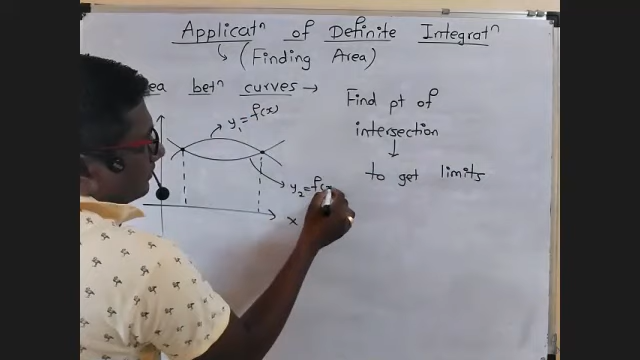 Applicatⁿ of Definite Integratⁿ
(Finding Area)
ea betⁿ curves →
Find pt of
intersection
to get limits
y₁ = f(x)
y₂ = f(x
x